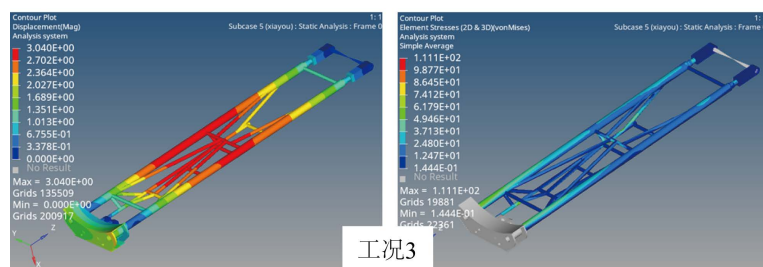 Contour Plot
Displacement(Mag)
Analysis system
3.040E+00
2.702E+00
2.364E+00
2.027E+00
1.689E+00
1.351E+00
1.013E+00
6.755E-01
3.378E-01
0.000E+00
No Result
Max = 3.040E+00
Grids 135509
Min = 0.000E+00
Grids 200917
Y
Z
X
1: 1
Subcase 5 (xiayou) : Static Analysis : Frame 0
Contour Plot
Element Stresses (2D & 3D)(vonMises)
Analysis system
Simple Average
1.111E+02
9.877E+01
8.645E+01
7.412E+01
6.179E+01
4.946E+01
3.713E+01
2.480E+01
1.247E+01
1.444E-01
No Result
Max = 1.111E+02
Grids 19881
Min = 1.444E-01
Grids 22361
X
1:
Subcase 5 (xiayou) : Static Analysis : Frame
工况3